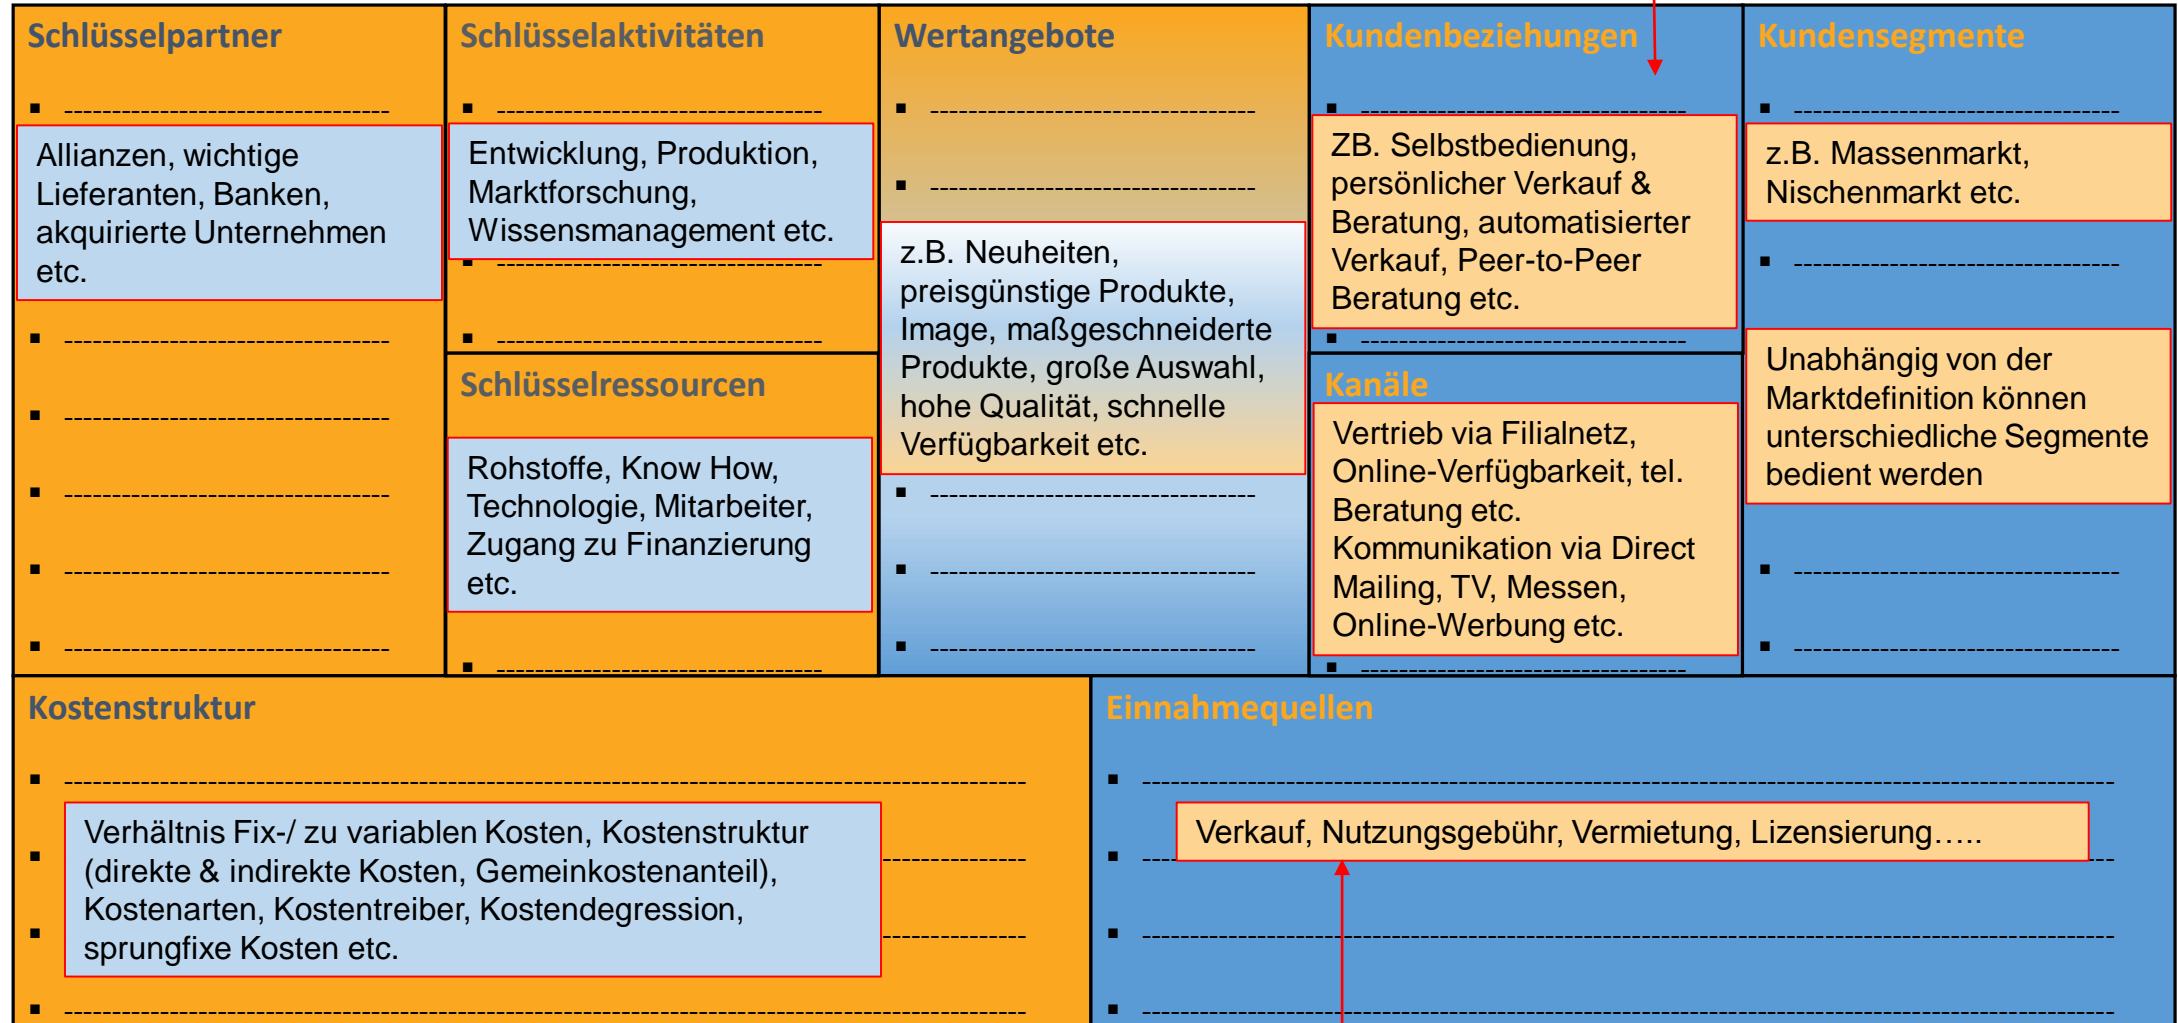 Schlüsselpartner
Allianzen, wichtige
Lieferanten, Banken,
akquirierte Unternehmen
etc.
Schlüsselaktivitäten
Entwicklung, Produktion,
Marktforschung,
Wissensmanagement etc.
Schlüsselressourcen
Rohstoffe, Know How,
Technologie, Mitarbeiter,
Zugang zu Finanzierung
etc.
Wertangebote
z.B. Neuheiten,
preisgünstige Produkte,
Image, maßgeschneiderte
Produkte, große Auswahl,
hohe Qualität, schnelle
Verfügbarkeit etc.
Kundenbeziehungen
ZB. Selbstbedienung,
persönlicher Verkauf &
Beratung, automatisierter
Verkauf, Peer-to-Peer
Beratung etc.
Kanäle
Vertrieb via Filialnetz,
Online-Verfügbarkeit, tel.
Beratung etc.
Kommunikation via Direct
Mailing, TV, Messen,
Online-Werbung etc.
Kundensegmente
z.B. Massenmarkt,
Nischenmarkt etc.
Unabhängig von der
Marktdefinition können
unterschiedliche Segmente
bedient werden
Kostenstruktur
Verhältnis Fix-/ zu variablen Kosten, Kostenstruktur
(direkte & indirekte Kosten, Gemeinkostenanteil),
Kostenarten, Kostentreiber, Kostendegression,
sprungfixe Kosten etc.
Einnahmequellen
Verkauf, Nutzungsgebühr, Vermietung, Lizensierung…..